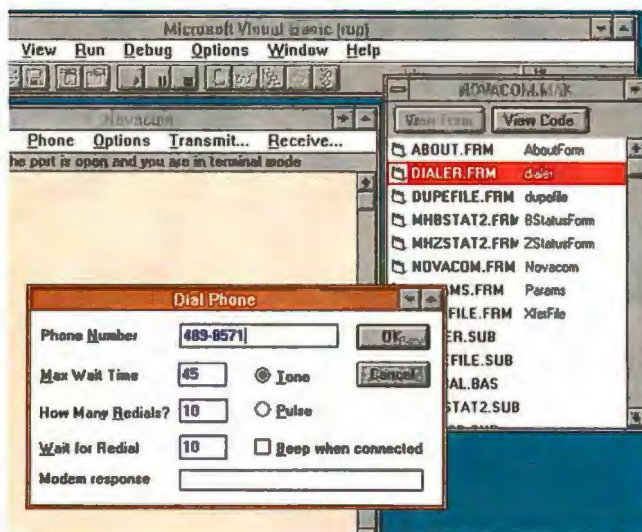 Microsoft Visual Basic [run]
View Run Debug Options Window Help
Novacom
Phone Options Transmit... Receive...
he port is open and you are in terminal mode
NOVACOM.MAK
View Form View Code
ABOUT.FRM AboutForm
DIALER.FRM dialer
DUPEFILE.FRM dupefile
MHBSTAT2.FRM BStatusForm
MHZSTAT2.FRM ZStatusForm
NOVACOM.FRM Novacom
AMS.FRM Params
FILE.FRM XferFile
ER.SUB
EFILE.SUB
AL.BAS
STAT2.SUB
Dial Phone
Phone Number 489-8571 OK
Max Wait Time 45 Tone Cancel
How Many Redials? 10 Pulse
Wait for Redial 10 Beep when connected
Modem response